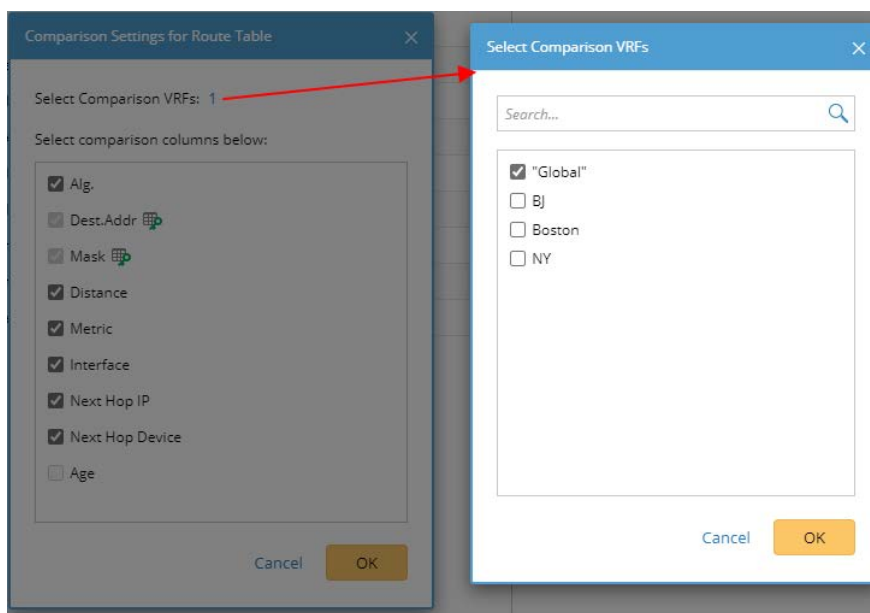 Comparison Settings for Route Table
Select Comparison VRFs: 1
Select comparison columns below:
Alg.
Dest.Addr
Mask
Distance
Metric
Interface
Next Hop IP
Next Hop Device
Age
Cancel
OK
Select Comparison VRFs
Search...
"Global"
BJ
Boston
NY
Cancel
OK